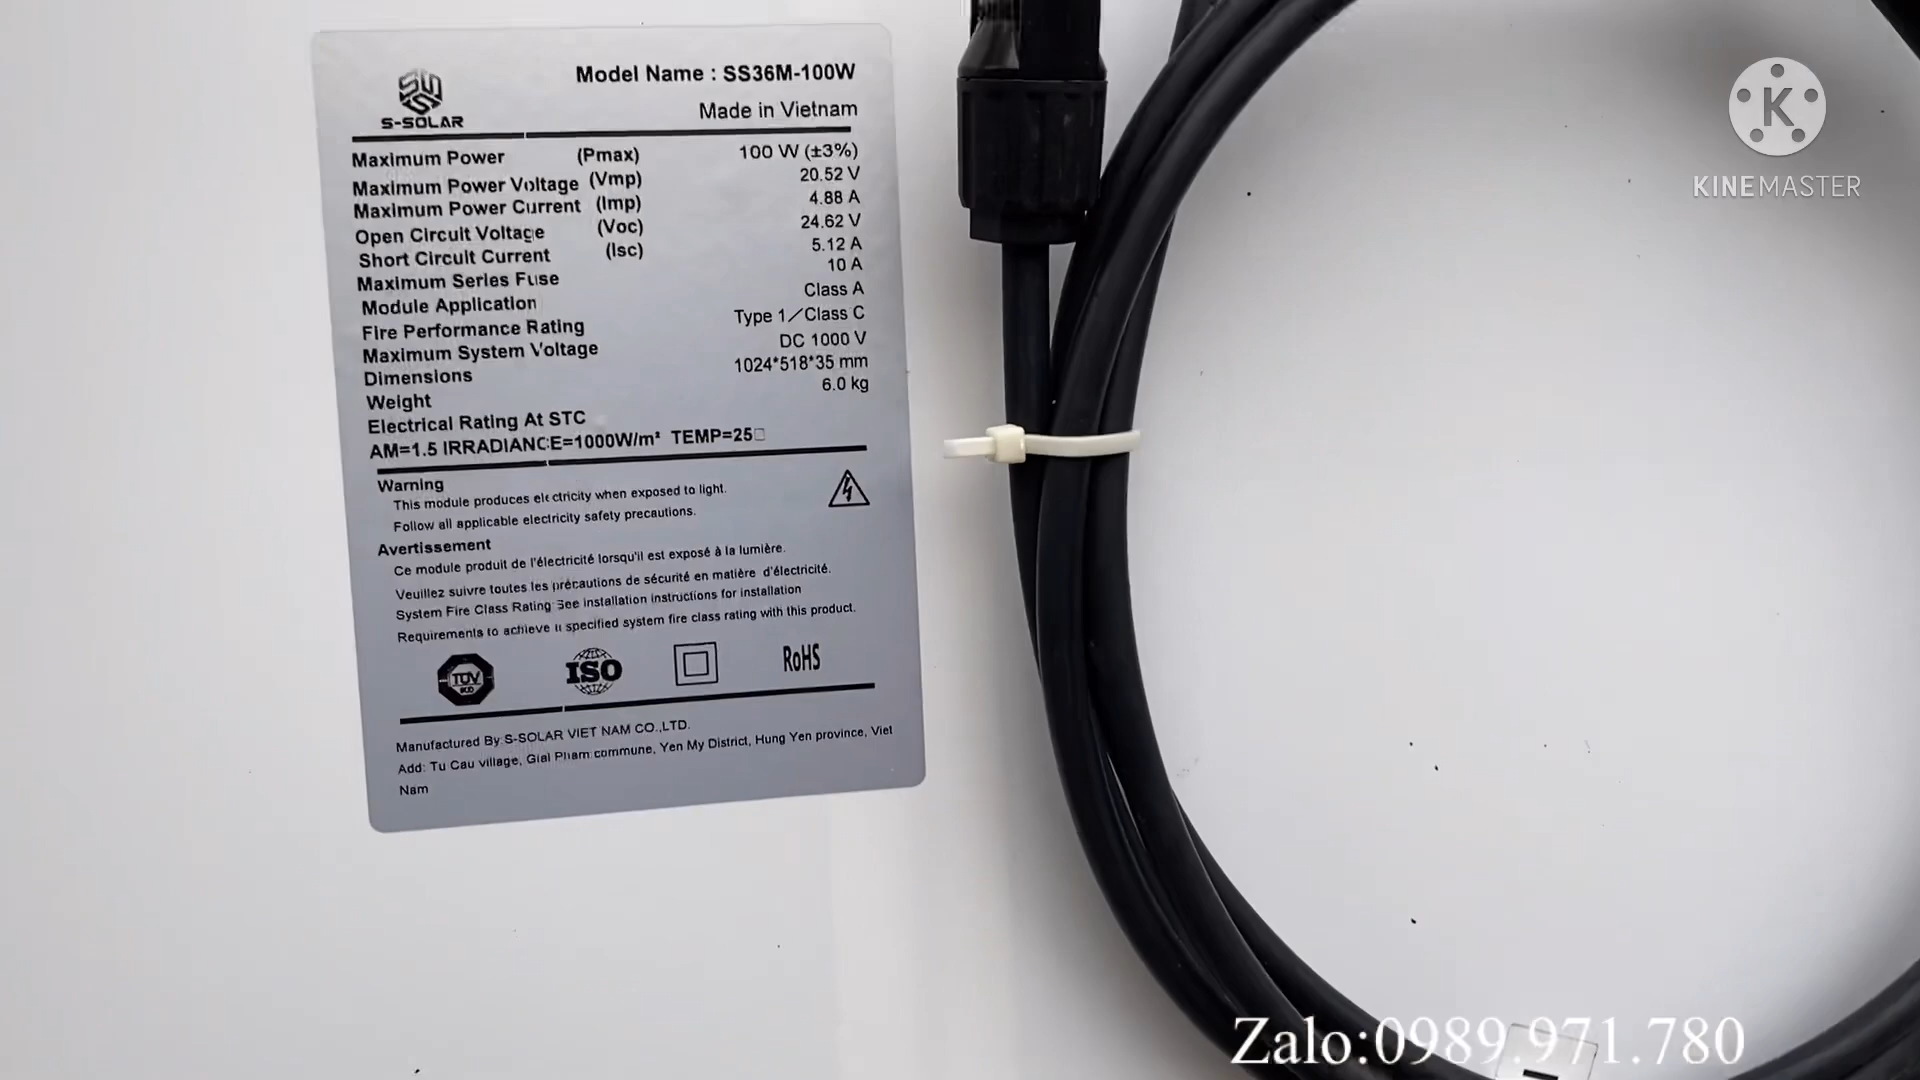 S-SOLAR
Model Name : SS36M-100W
Made in Vietnam
Maximum Power (Pmax) 100 W (±3%)
Maximum Power Voltage (Vmp) 20.52 V
Maximum Power Current (Imp) 4.88 A
Open Circuit Voltage (Voc) 24.62 V
Short Circuit Current (Isc) 5.12 A
Maximum Series Fuse 10 A
Module Application Class A
Fire Performance Rating Type 1/Class C
Maximum System Voltage DC 1000 V
Dimensions 1024*518*35 mm
Weight 6.0 kg
Electrical Rating At STC
AM=1.5 IRRADIANCE=1000W/m² TEMP=25□
Warning
This module produces electricity when exposed to light.
Follow all applicable electricity safety precautions.
Avertissement
Ce module produit de l'électricité lorsqu'il est exposé à la lumière.
Veuillez suivre toutes les précautions de sécurité en matière d'électricité.
System Fire Class Rating: See installation instructions for installation
Requirements to achieve a specified system fire class rating with this product.
TÜV
SÜD
ISO
RoHS
Manufactured By:S-SOLAR VIET NAM CO.,LTD.
Add: Tu Cau village, Giai Pham commune, Yen My District, Hung Yen province, Viet
Nam
K
KINEMASTER
Zalo:0989.971.780